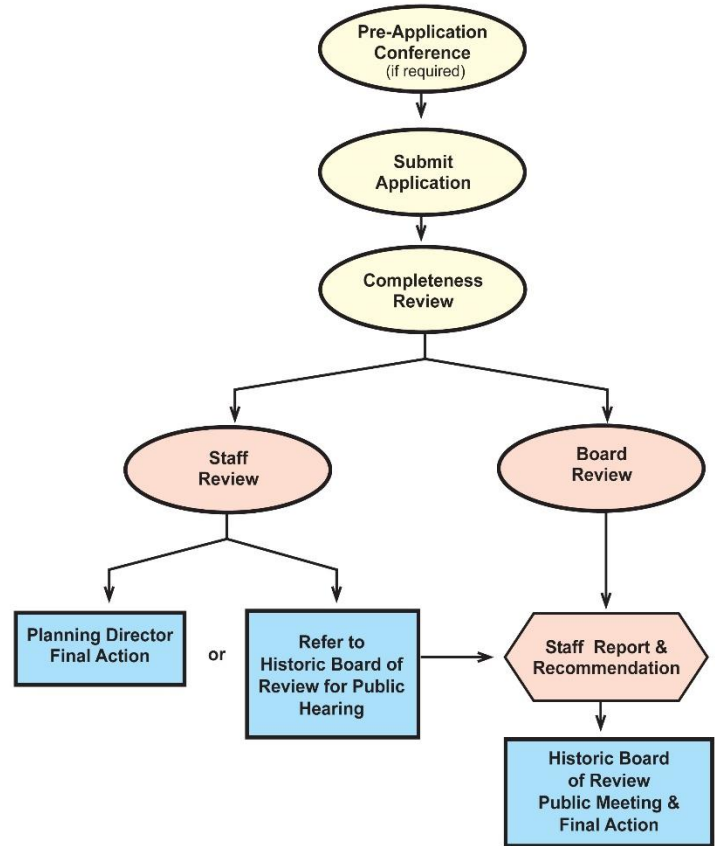 Pre-Application
Conference
(if required)
Submit
Application
Completeness
Review
Staff
Review
Board
Review
Planning Director
Final Action
or
Refer to
Historic Board of
Review for Public
Hearing
Staff Report &
Recommendation
Historic Board
of Review
Public Meeting &
Final Action